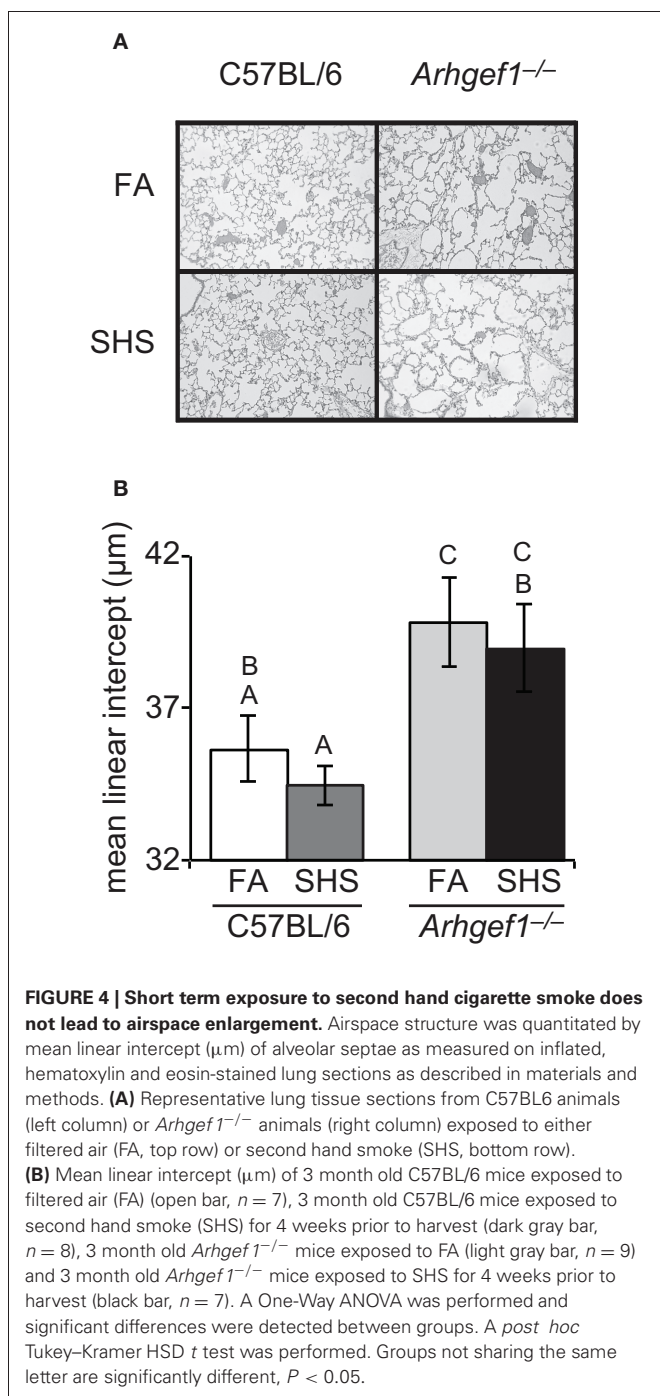 A
C57BL/6 Arhgef1−/−
FA
SHS
B
mean linear intercept (μm)
42
37
32
B
A
A
C
C
B
FA SHS FA SHS
C57BL/6 Arhgef1−/−
FIGURE 4 | Short term exposure to second hand cigarette smoke does
not lead to airspace enlargement. Airspace structure was quantitated by
mean linear intercept (μm) of alveolar septae as measured on inflated,
hematoxylin and eosin-stained lung sections as described in materials and
methods. (A) Representative lung tissue sections from C57BL6 animals
(left column) or Arhgef1−/− animals (right column) exposed to either
filtered air (FA, top row) or second hand smoke (SHS, bottom row).
(B) Mean linear intercept (μm) of 3 month old C57BL/6 mice exposed to
filtered air (FA) (open bar, n = 7), 3 month old C57BL/6 mice exposed to
second hand smoke (SHS) for 4 weeks prior to harvest (dark gray bar,
n = 8), 3 month old Arhgef1−/− mice exposed to FA (light gray bar, n = 9)
and 3 month old Arhgef1−/− mice exposed to SHS for 4 weeks prior to
harvest (black bar, n = 7). A One-Way ANOVA was performed and
significant differences were detected between groups. A post hoc
Tukey–Kramer HSD t test was performed. Groups not sharing the same
letter are significantly different, P < 0.05.